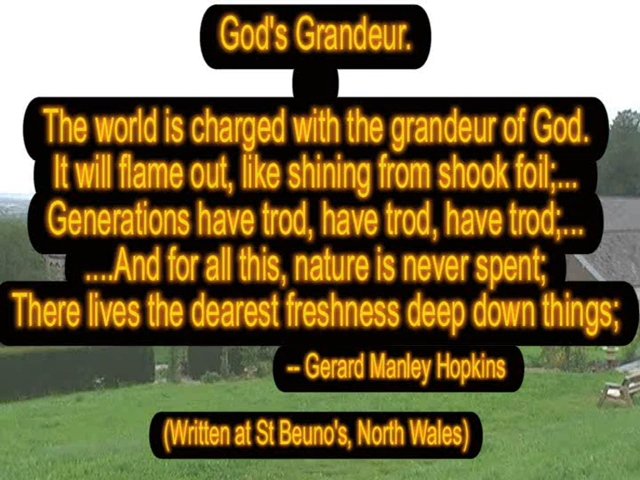 God's Grandeur.
The world is charged with the grandeur of God.
It will flame out, like shining from shook foil;...
Generations have trod, have trod, have trod;...
....And for all this, nature is never spent;
There lives the dearest freshness deep down things;
-- Gerard Manley Hopkins
(Written at St Beuno's, North Wales)